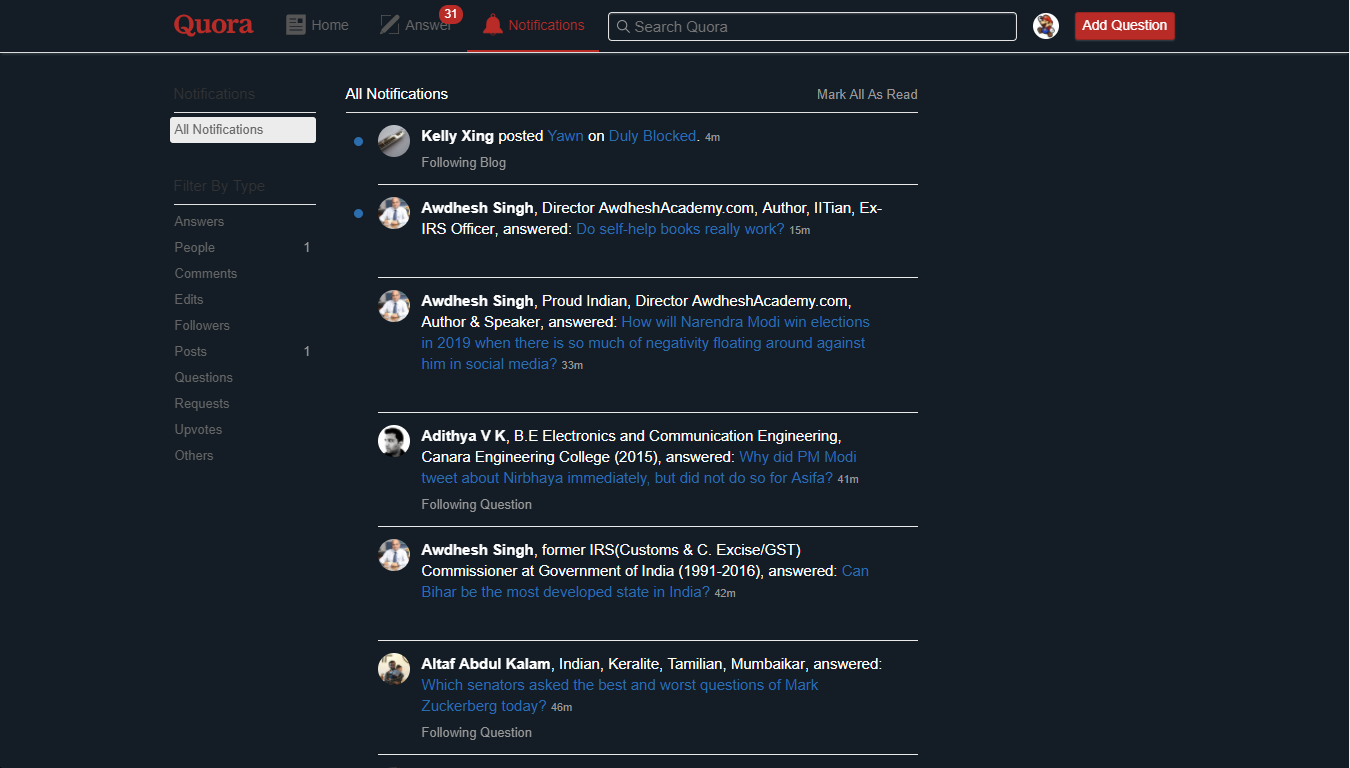 Quora
Home
Answer
31
Notifications
Search Quora
Add Question
Notifications
All Notifications
Filter By Type
Answers
People 1
Comments
Edits
Followers
Posts 1
Questions
Requests
Upvotes
Others
All Notifications
Mark All As Read
Kelly Xing posted Yawn on Duly Blocked. 4m
Following Blog
Awdhesh Singh, Director AwdheshAcademy.com, Author, IITian, Ex-
IRS Officer, answered: Do self-help books really work? 15m
Awdhesh Singh, Proud Indian, Director AwdheshAcademy.com,
Author & Speaker, answered: How will Narendra Modi win elections
in 2019 when there is so much of negativity floating around against
him in social media? 33m
Adithya V K, B.E Electronics and Communication Engineering,
Canara Engineering College (2015), answered: Why did PM Modi
tweet about Nirbhaya immediately, but did not do so for Asifa? 41m
Following Question
Awdhesh Singh, former IRS(Customs & C. Excise/GST)
Commissioner at Government of India (1991-2016), answered: Can
Bihar be the most developed state in India? 42m
Altaf Abdul Kalam, Indian, Keralite, Tamilian, Mumbaikar, answered:
Which senators asked the best and worst questions of Mark
Zuckerberg today? 46m
Following Question